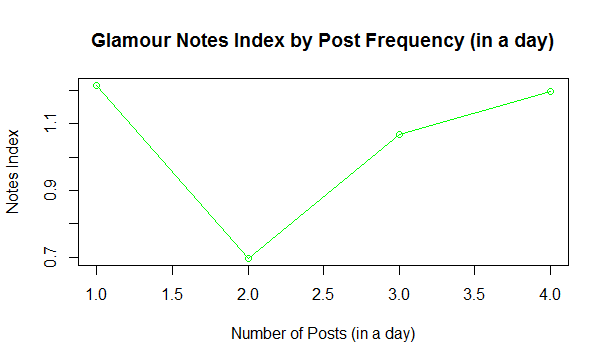 Glamour Notes Index by Post Frequency (in a day)
Notes Index
1.1
0.9
0.7
1.0 1.5 2.0 2.5 3.0 3.5 4.0
Number of Posts (in a day)